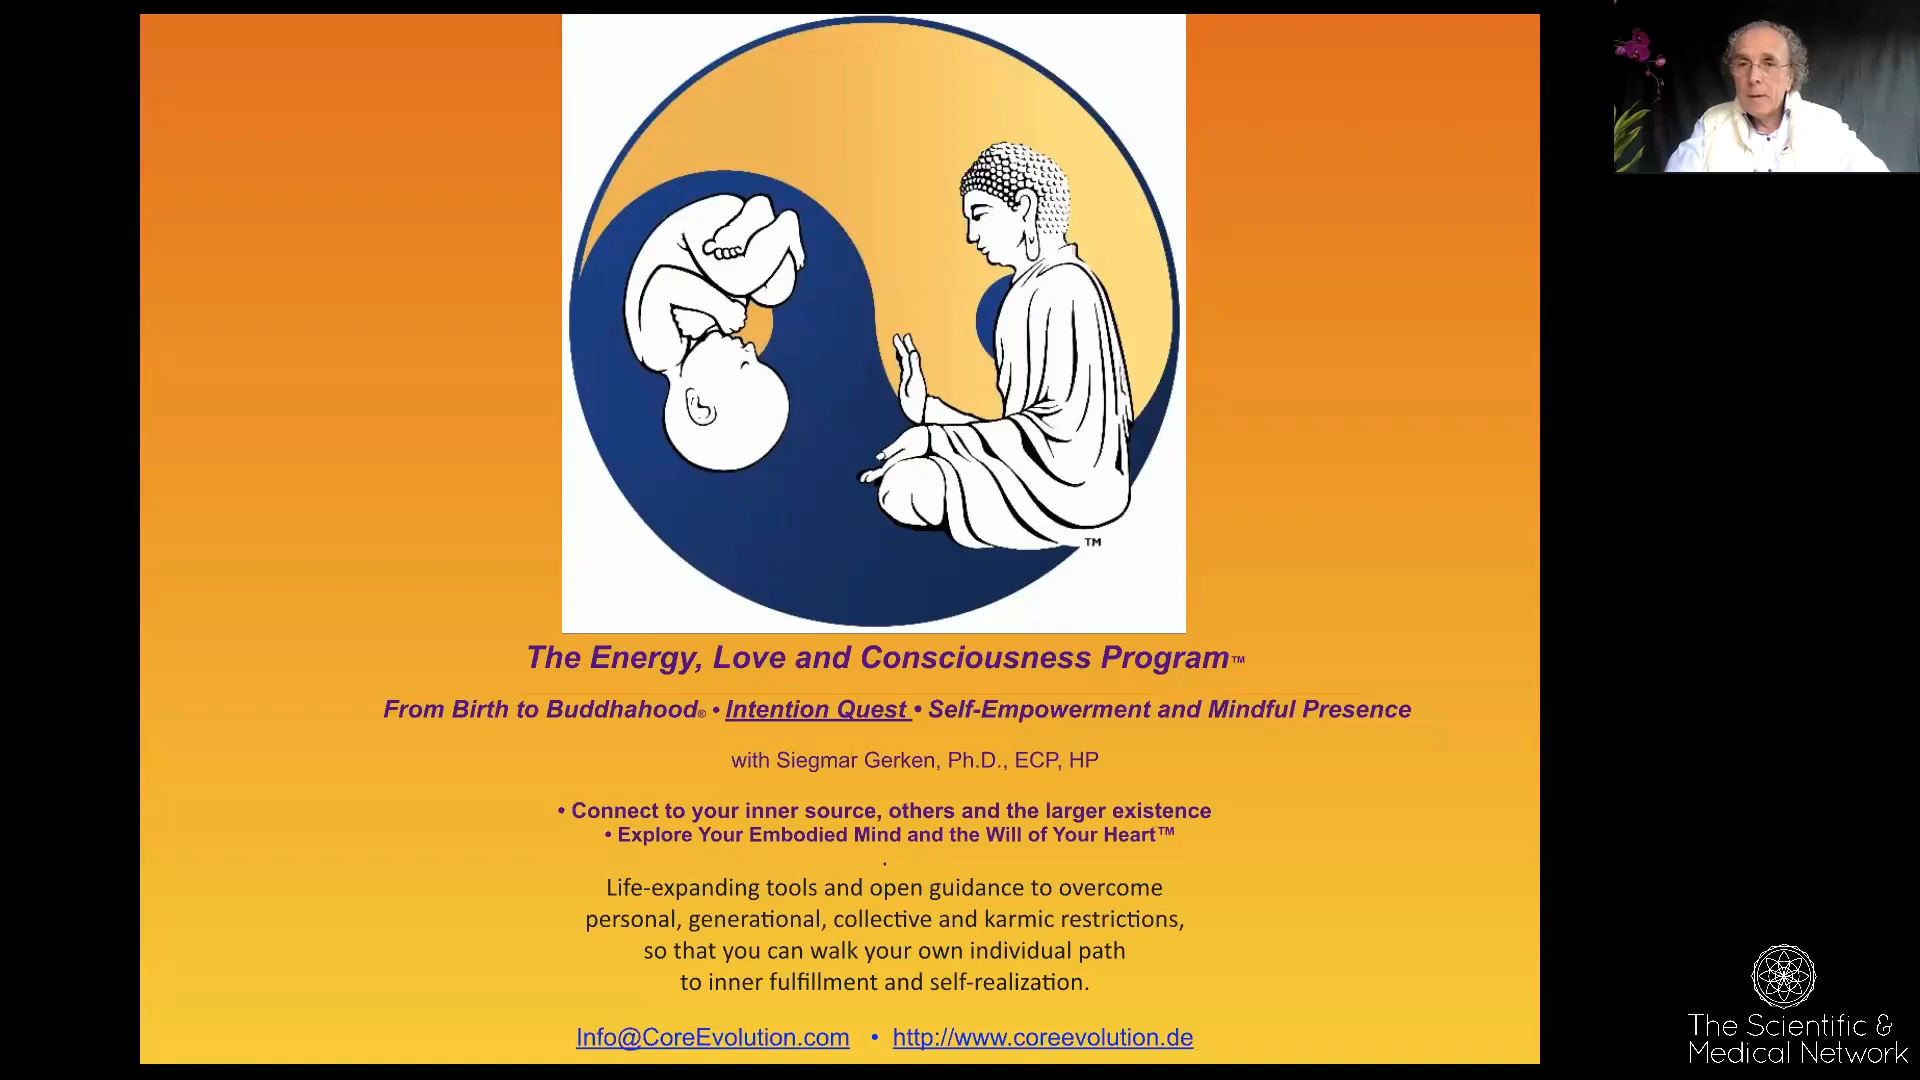 TM
The Energy, Love and Consciousness Program™
From Birth to Buddhahood® • Intention Quest • Self-Empowerment and Mindful Presence
with Siegmar Gerken, Ph.D., ECP, HP
• Connect to your inner source, others and the larger existence
• Explore Your Embodied Mind and the Will of Your Heart™
.
Life-expanding tools and open guidance to overcome
personal, generational, collective and karmic restrictions,
so that you can walk your own individual path
to inner fulfillment and self-realization.
Info@CoreEvolution.com • http://www.coreevolution.de
The Scientific &
Medical Network